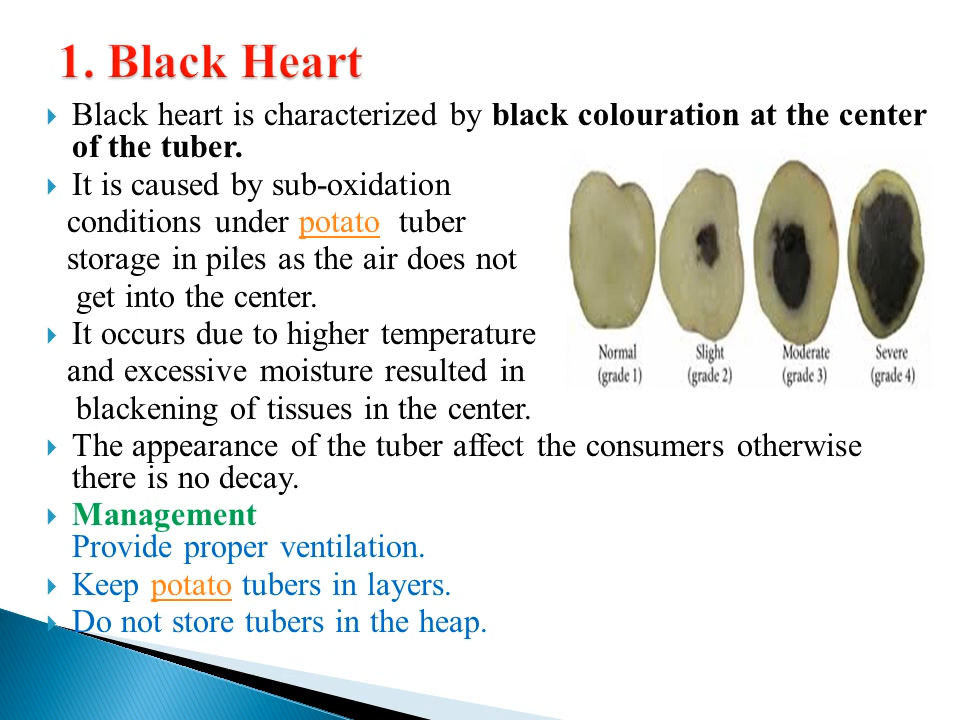 1. Black Heart
Black heart is characterized by black colouration at the center
of the tuber.
It is caused by sub-oxidation
conditions under potato tuber
storage in piles as the air does not
get into the center.
It occurs due to higher temperature
and excessive moisture resulted in
blackening of tissues in the center.
Normal
(grade 1)
Slight
(grade 2)
Moderate
(grade 3)
Severe
(grade 4)
The appearance of the tuber affect the consumers otherwise
there is no decay.
Management
Provide proper ventilation.
Keep potato tubers in layers.
Do not store tubers in the heap.